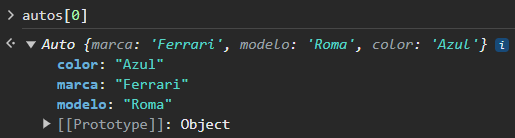 > autos[0]
Auto {marca: 'Ferrari', modelo: 'Roma', color: 'Azul'} i
color: "Azul"
marca: "Ferrari"
modelo: "Roma"
[[Prototype]]: Object